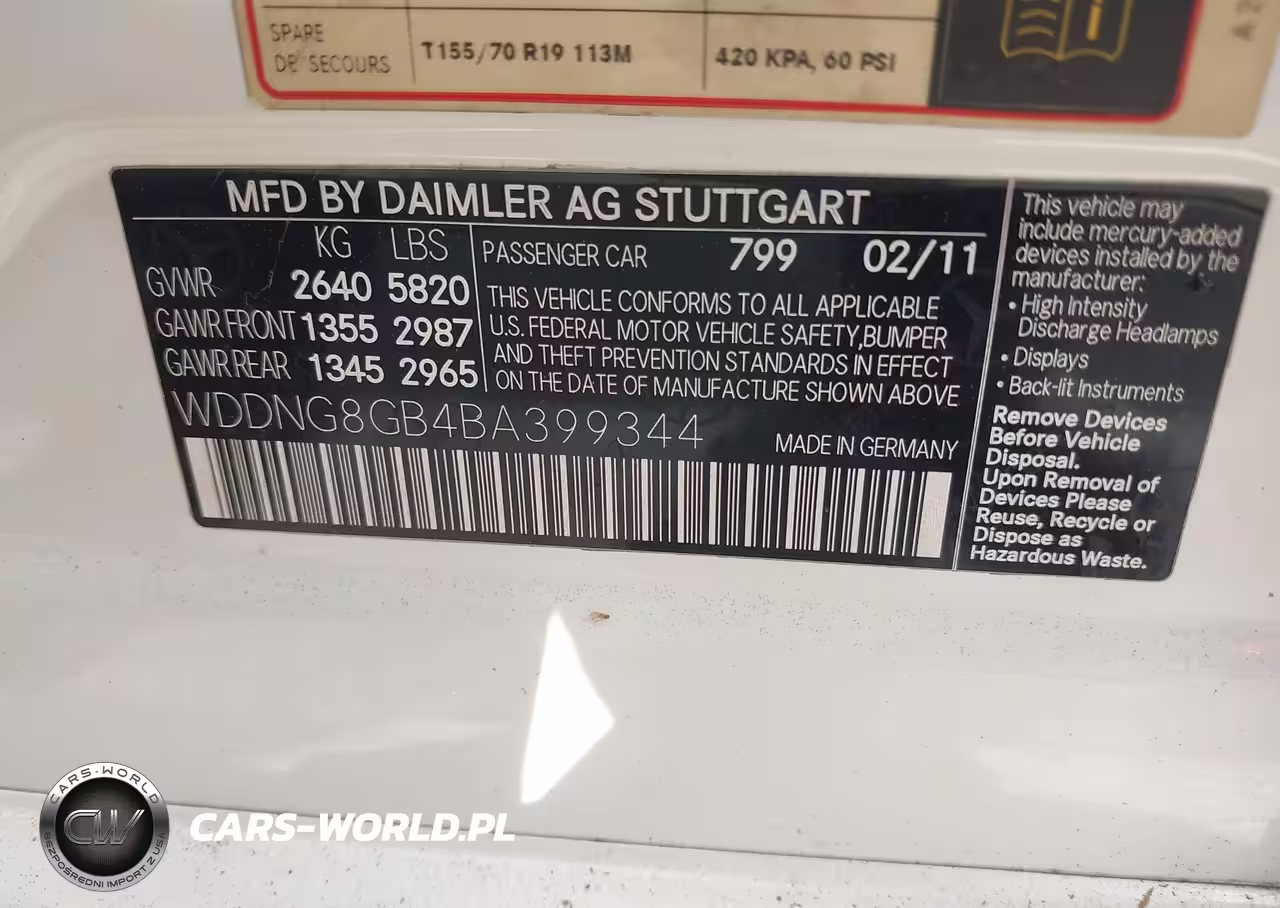 SPARE
DE SECOURS
T155/70 R19 113M
420 KPA, 60 PSI
MFD BY DAIMLER AG STUTTGART
KG LBS
GVWR 2640 5820
GAWR FRONT 1355 2987
GAWR REAR 1345 2965
PASSENGER CAR 799 02/11
THIS VEHICLE CONFORMS TO ALL APPLICABLE
U.S. FEDERAL MOTOR VEHICLE SAFETY,BUMPER
AND THEFT PREVENTION STANDARDS IN EFFECT
ON THE DATE OF MANUFACTURE SHOWN ABOVE
WDDNG8GB4BA399344
MADE IN GERMANY
This vehicle may
include mercury-added
devices installed by the
manufacturer:
• High Intensity
Discharge Headlamps
• Displays
• Back-lit Instruments
Remove Devices
Before Vehicle
Disposal.
Upon Removal of
Devices Please
Reuse, Recycle or
Dispose as
Hazardous Waste.
CARS-WORLD
CW
BEZPOŚREDNI IMPORT Z USA
CARS-WORLD.PL